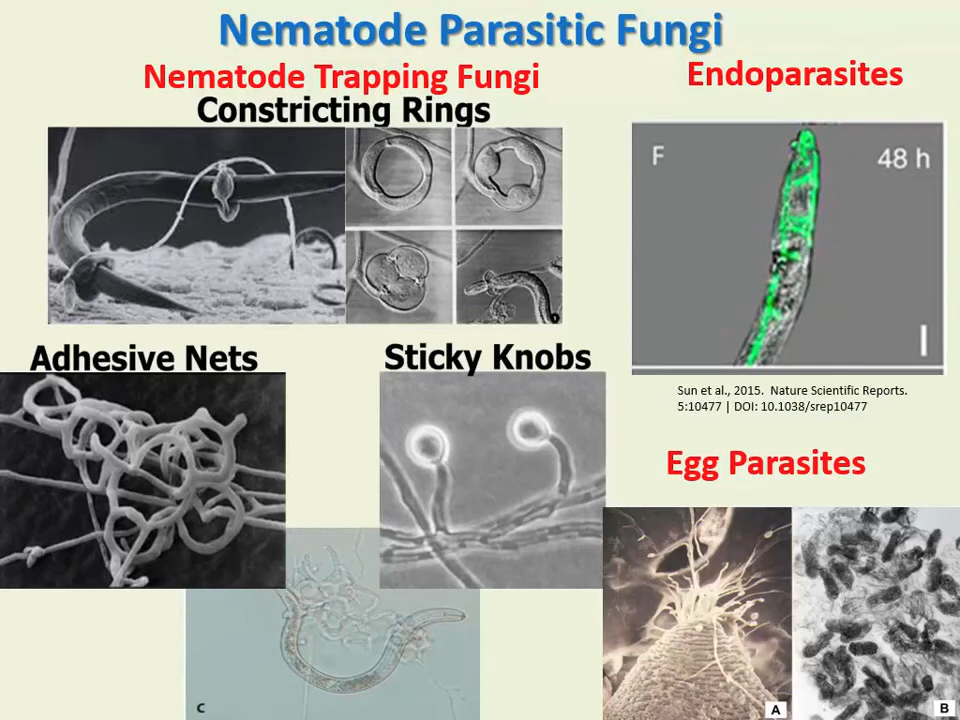 Nematode Parasitic Fungi
Nematode Trapping Fungi
Endoparasites
Constricting Rings
F
48 h
Adhesive Nets
Sticky Knobs
Sun et al., 2015.  Nature Scientific Reports.
5:10477 | DOI: 10.1038/srep10477
Egg Parasites
C
A
B